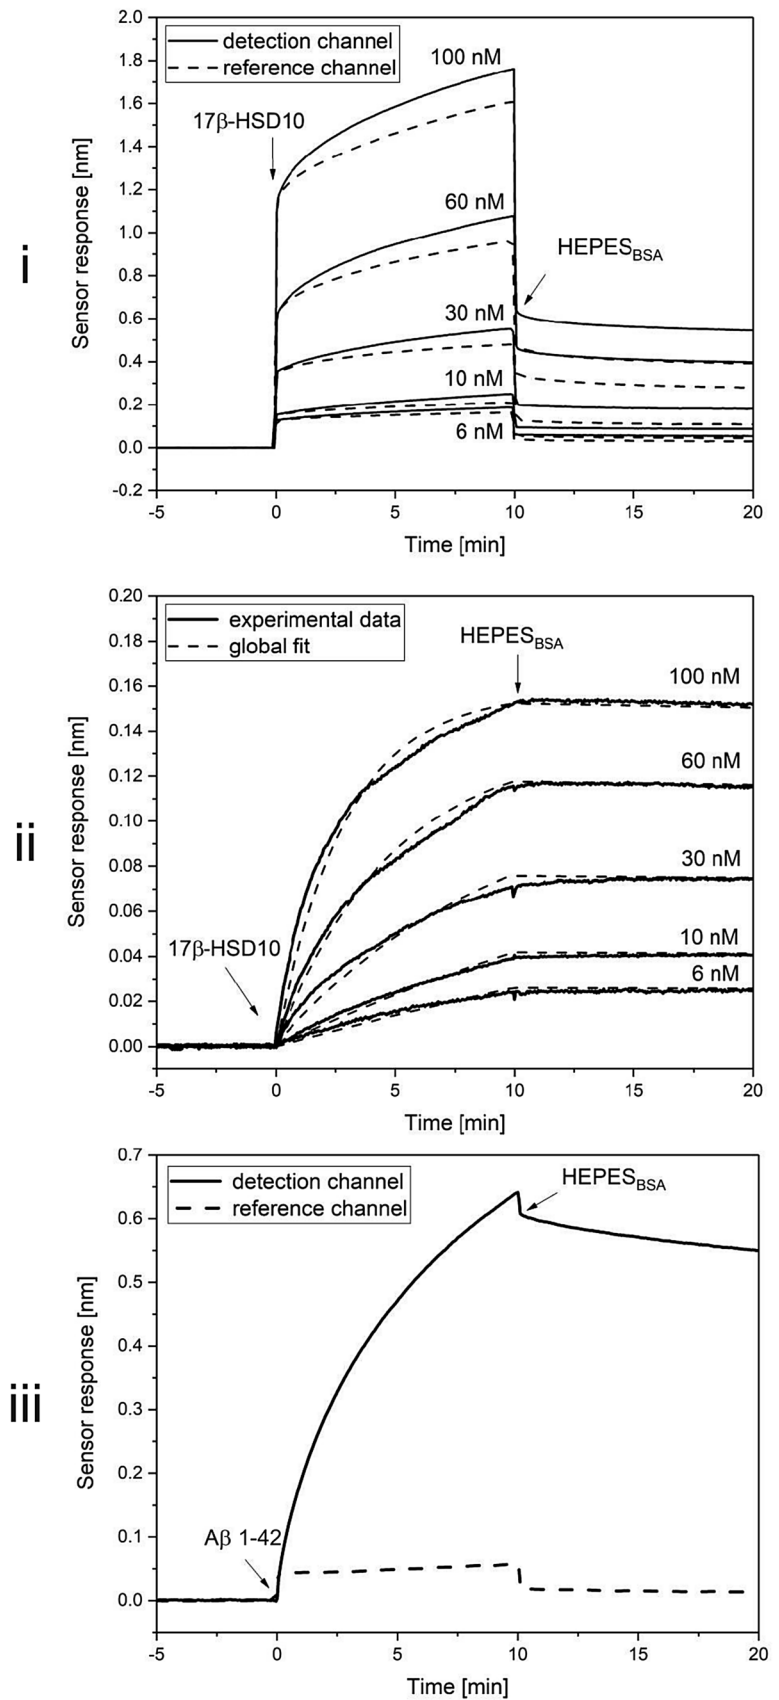 i
Sensor response [nm]
2.0
1.8
1.6
1.4
1.2
1.0
0.8
0.6
0.4
0.2
0.0
-0.2
detection channel
reference channel
100 nM
17β-HSD10
60 nM
HEPES_BSA
30 nM
10 nM
6 nM
-5 0 5 10 15 20
Time [min]
ii
Sensor response [nm]
0.20
0.18
0.16
0.14
0.12
0.10
0.08
0.06
0.04
0.02
0.00
experimental data
global fit
HEPES_BSA
100 nM
60 nM
30 nM
17β-HSD10
10 nM
6 nM
-5 0 5 10 15 20
Time [min]
iii
Sensor response [nm]
0.7
0.6
0.5
0.4
0.3
0.2
0.1
0.0
detection channel
reference channel
HEPES_BSA
Aβ 1-42
-5 0 5 10 15 20
Time [min]